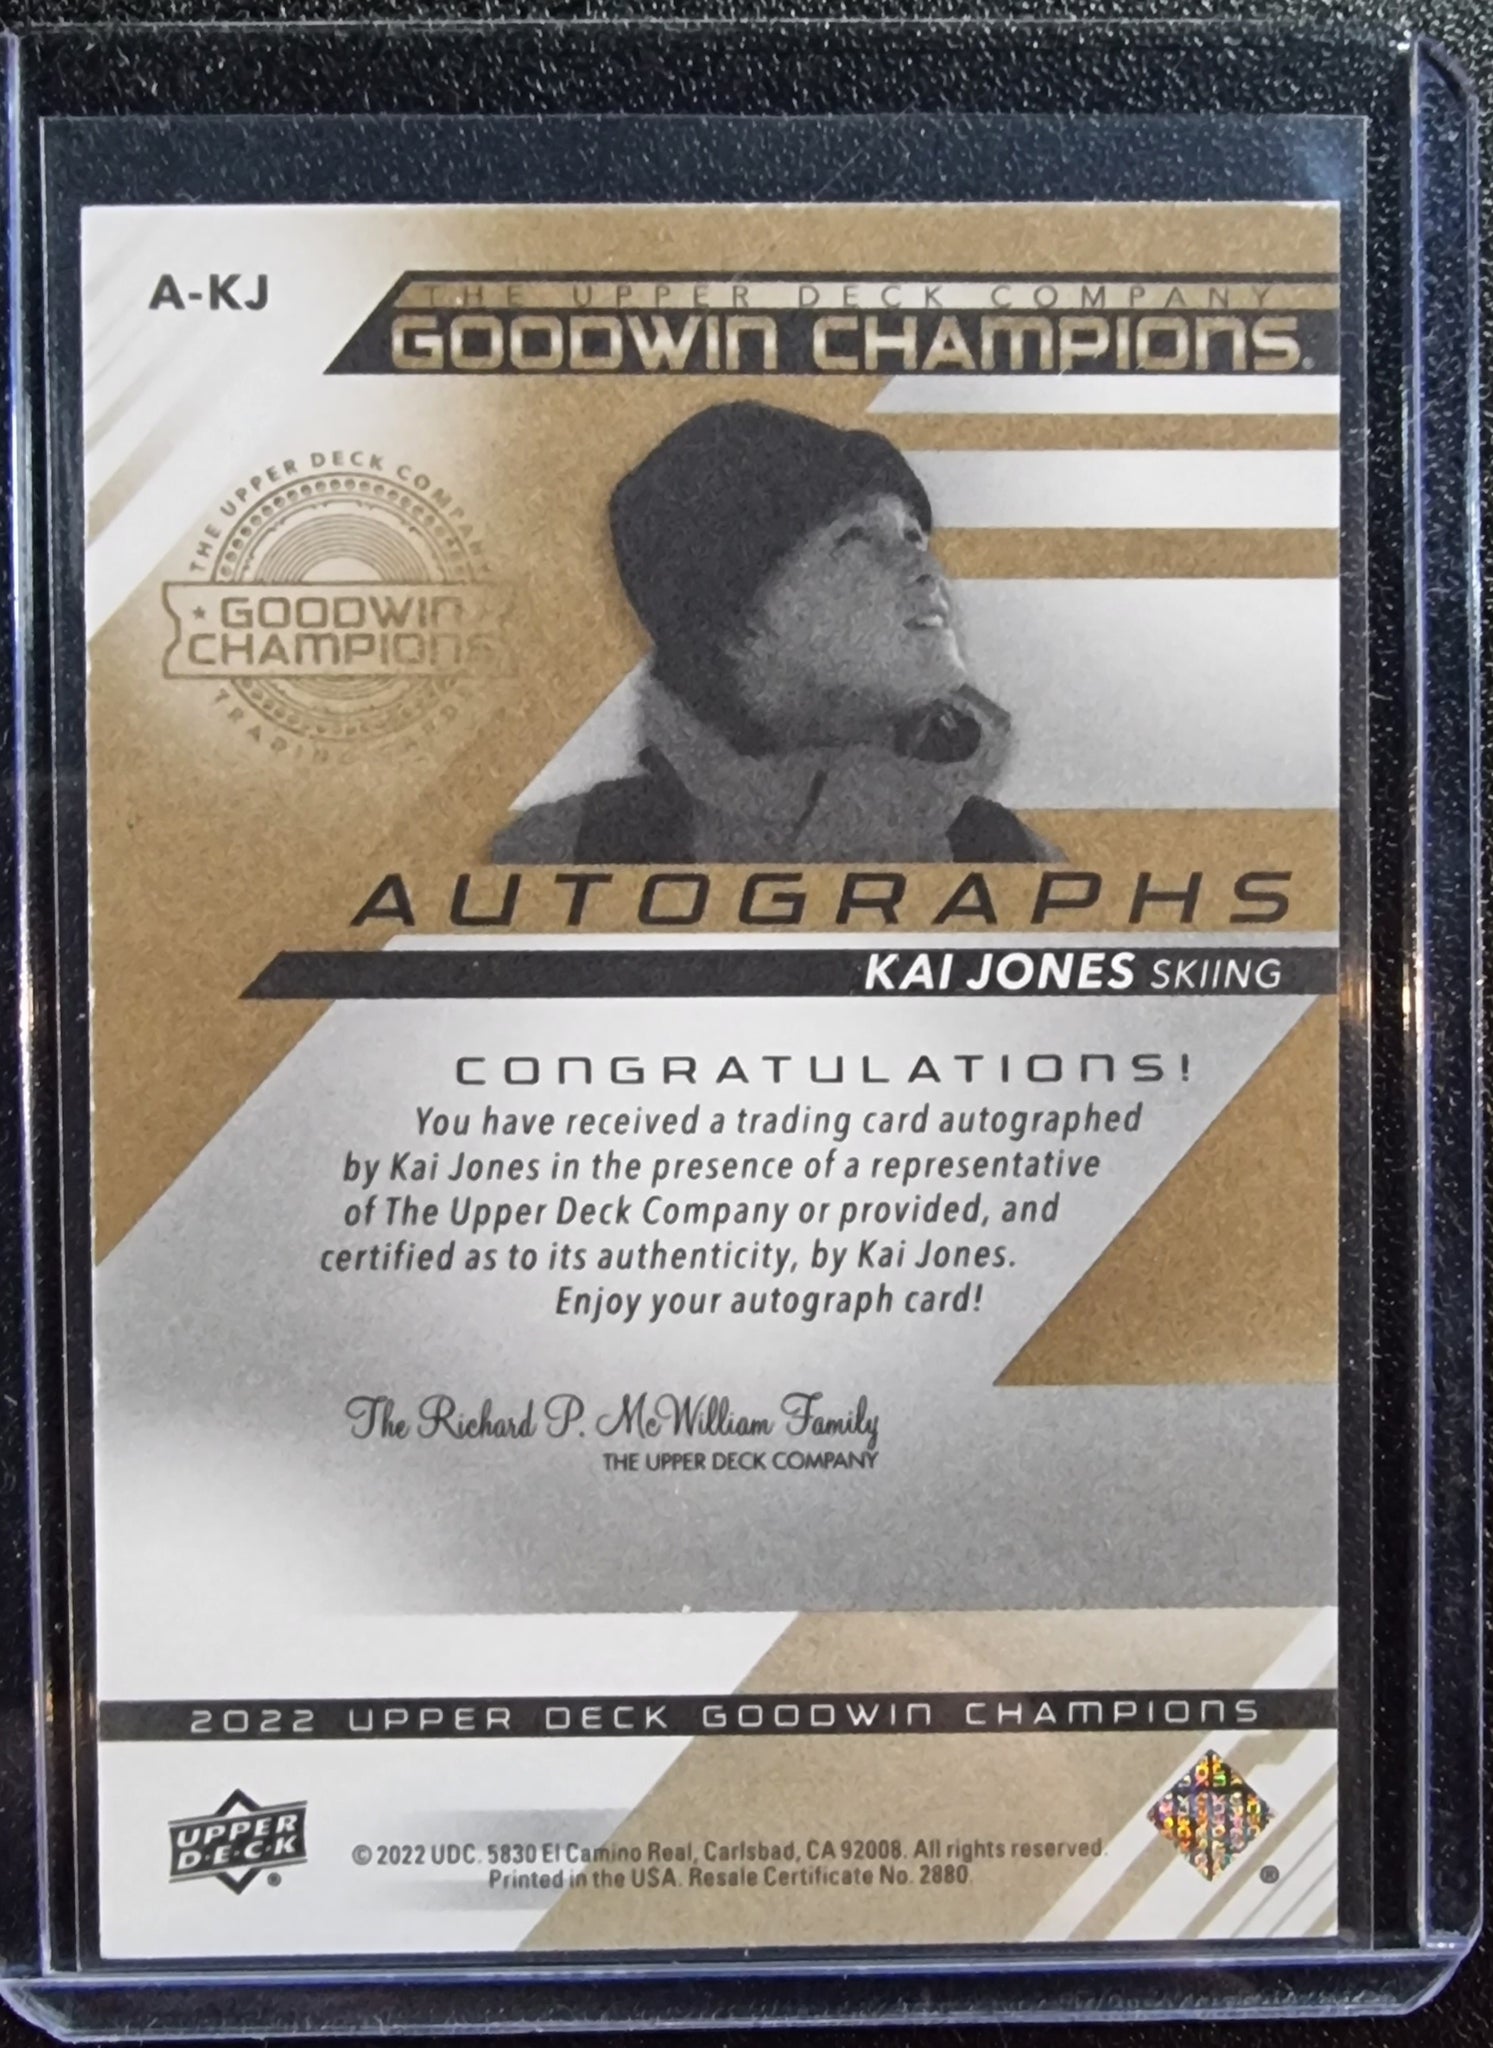 A-KJ
THE UPPER DECK COMPANY
GOODWIN CHAMPIONS®
THE UPPER DECK COMPANY
★ GOODWIN
CHAMPIONS
TRADING CARDS
AUTOGRAPHS
KAI JONES SKIING
CONGRATULATIONS!
You have received a trading card autographed
by Kai Jones in the presence of a representative
of The Upper Deck Company or provided, and
certified as to its authenticity, by Kai Jones.
Enjoy your autograph card!
The Richard P. McWilliam Family
THE UPPER DECK COMPANY
2022 UPPER DECK GOODWIN CHAMPIONS
UPPER
D·E·C·K
®
© 2022 UDC. 5830 El Camino Real, Carlsbad, CA 92008. All rights reserved.
Printed in the USA. Resale Certificate No. 2880.
®